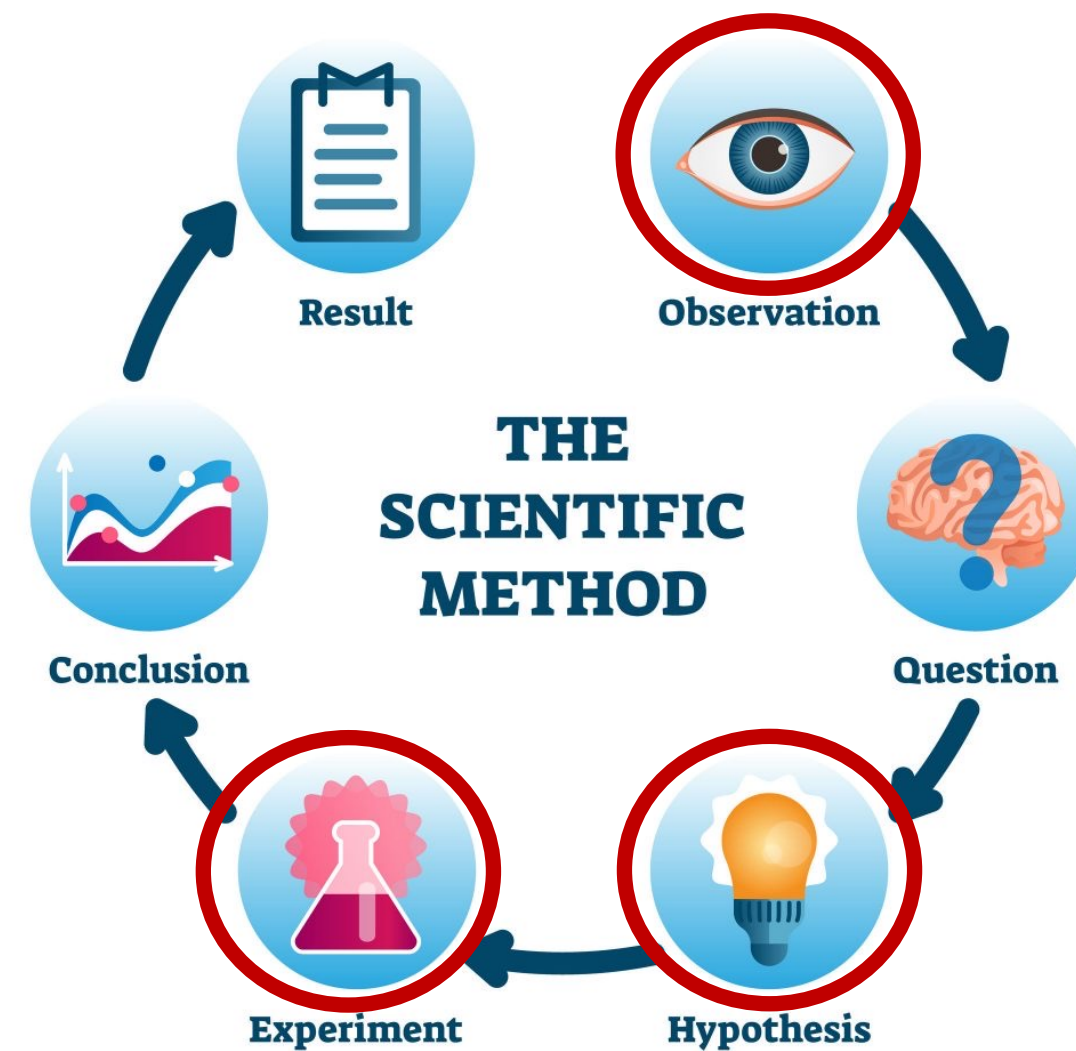 Result
Observation
THE
SCIENTIFIC
METHOD
Conclusion
Question
Experiment
Hypothesis